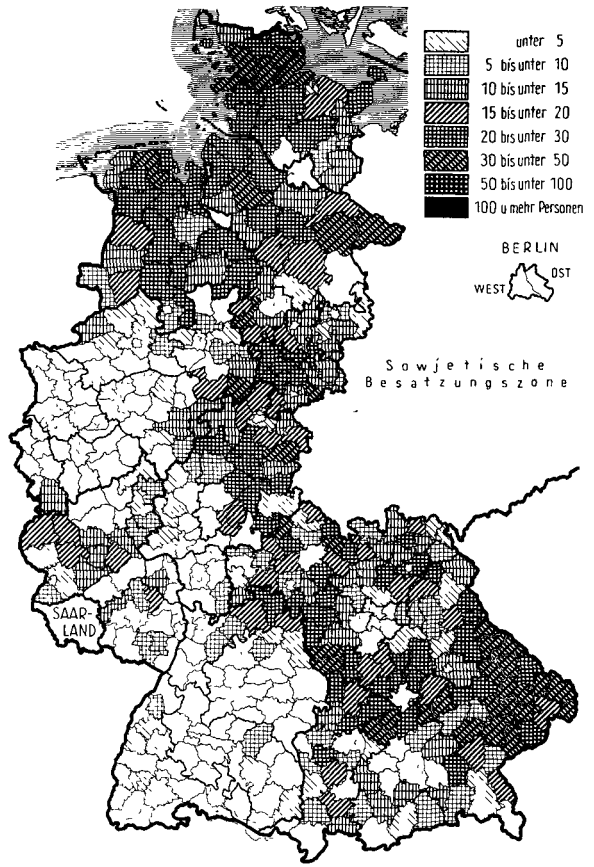 unter 5
5 bis unter 10
10 bis unter 15
15 bis unter 20
20 bis unter 30
30 bis unter 50
50 bis unter 100
100 u mehr Personen
BERLIN
WEST OST
Sowjetische
Besatzungszone
SAAR-
LAND